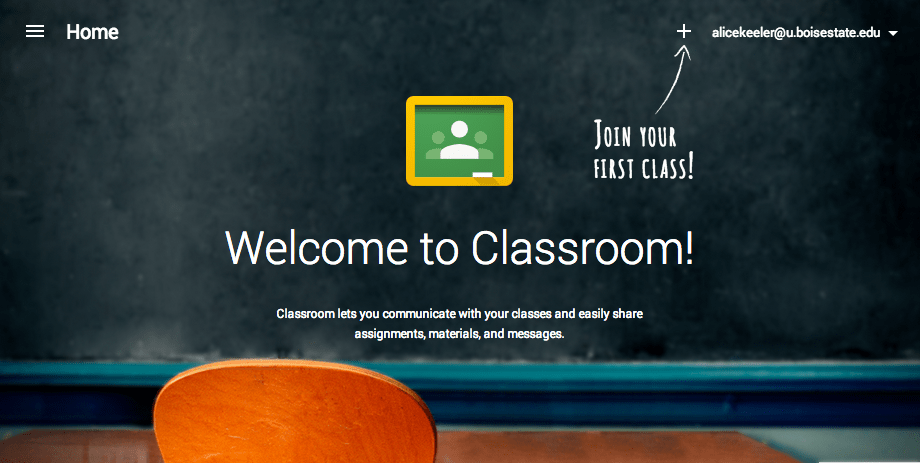 Home
alicekeeler@u.boisestate.edu
Join your
first class!
Welcome to Classroom!
Classroom lets you communicate with your classes and easily share
assignments, materials, and messages.